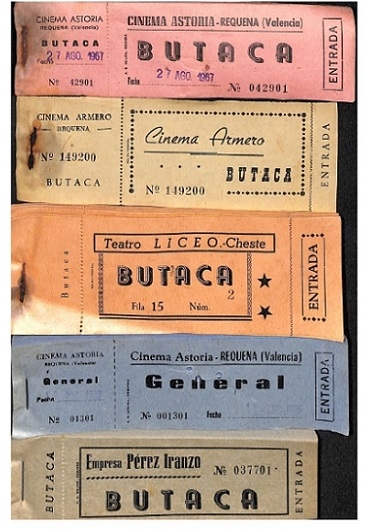 CINEMA ASTORIA
REQUENA (Valencia)
BUTACA
Fecha
27 AGO. 1967
Nº 42901
CINEMA ASTORIA - REQUENA (Valencia)
BUTACA
Fecha 27 AGO. 1967
Nº 042901
ENTRADA
CINEMA ARMERO
REQUENA
Nº 149200
BUTACA
Cinema Armero
BUTACA
Nº 149200
ENTRADA
Butaca
Teatro LICEO.-Cheste
BUTACA
Fila 15 Núm. 2
ENTRADA
CINEMA ASTORIA
REQUENA (Valencia)
General
Fecha
Nº 01301
Cinema Astoria - REQUENA (Valencia)
General
Nº 001301 Fecha
ENTRADA
BUTACA
Empresa Pérez Iranzo Nº 037701
BUTACA
ENTRADA